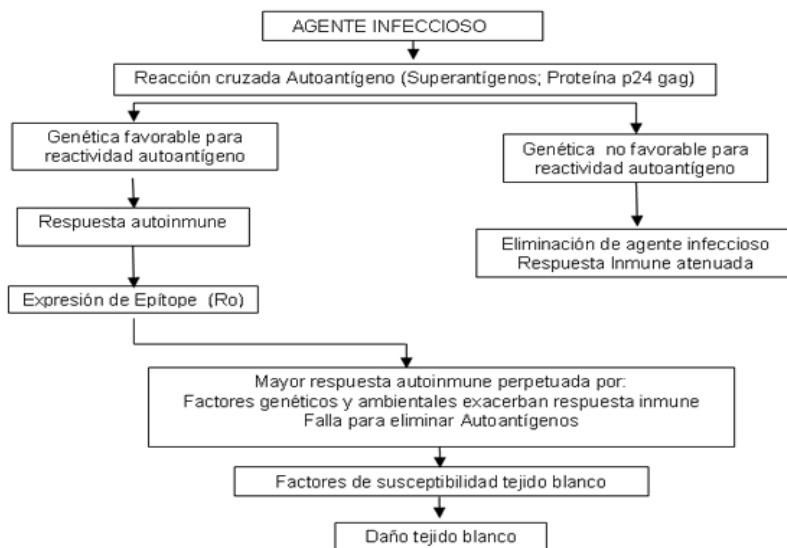 AGENTE INFECCIOSO
Reacción cruzada Autoantígeno (Superantígenos; Proteína p24 gag)
Genética favorable para
reactividad autoantígeno
Genética no favorable para
reactividad autoantígeno
Respuesta autoinmune
Eliminación de agente infeccioso
Respuesta Inmune atenuada
Expresión de Epítope (Ro)
Mayor respuesta autoinmune perpetuada por:
Factores genéticos y ambientales exacerban respuesta inmune
Falla para eliminar Autoantígenos
Factores de susceptibilidad tejido blanco
Daño tejido blanco